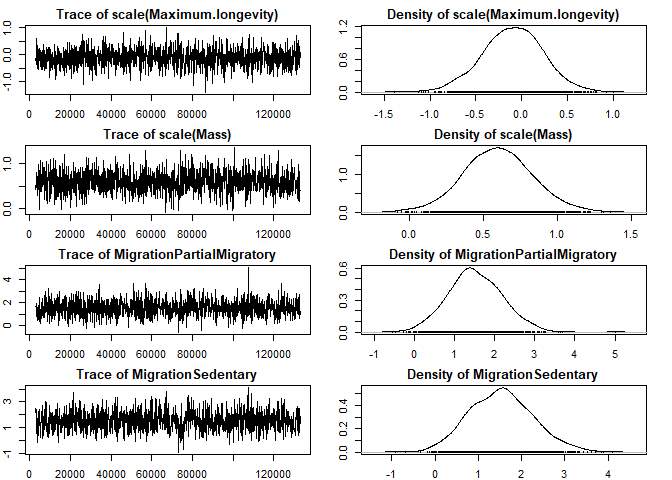 Trace of scale(Maximum.longevity)
Density of scale(Maximum.longevity)
-1.0 0.0 1.0
0 20000 40000 60000 80000 120000
0.0 0.6 1.2
-1.5 -1.0 -0.5 0.0 0.5 1.0
Trace of scale(Mass)
Density of scale(Mass)
0.0 1.0
0 20000 40000 60000 80000 120000
0.0 1.0
0.0 0.5 1.0 1.5
Trace of MigrationPartialMigratory
Density of MigrationPartialMigratory
0 2 4
0 20000 40000 60000 80000 120000
0.0 0.3 0.6
-1 0 1 2 3 4 5
Trace of MigrationSedentary
Density of MigrationSedentary
-1 1 3
0 20000 40000 60000 80000 120000
0.0 0.2 0.4
-1 0 1 2 3 4